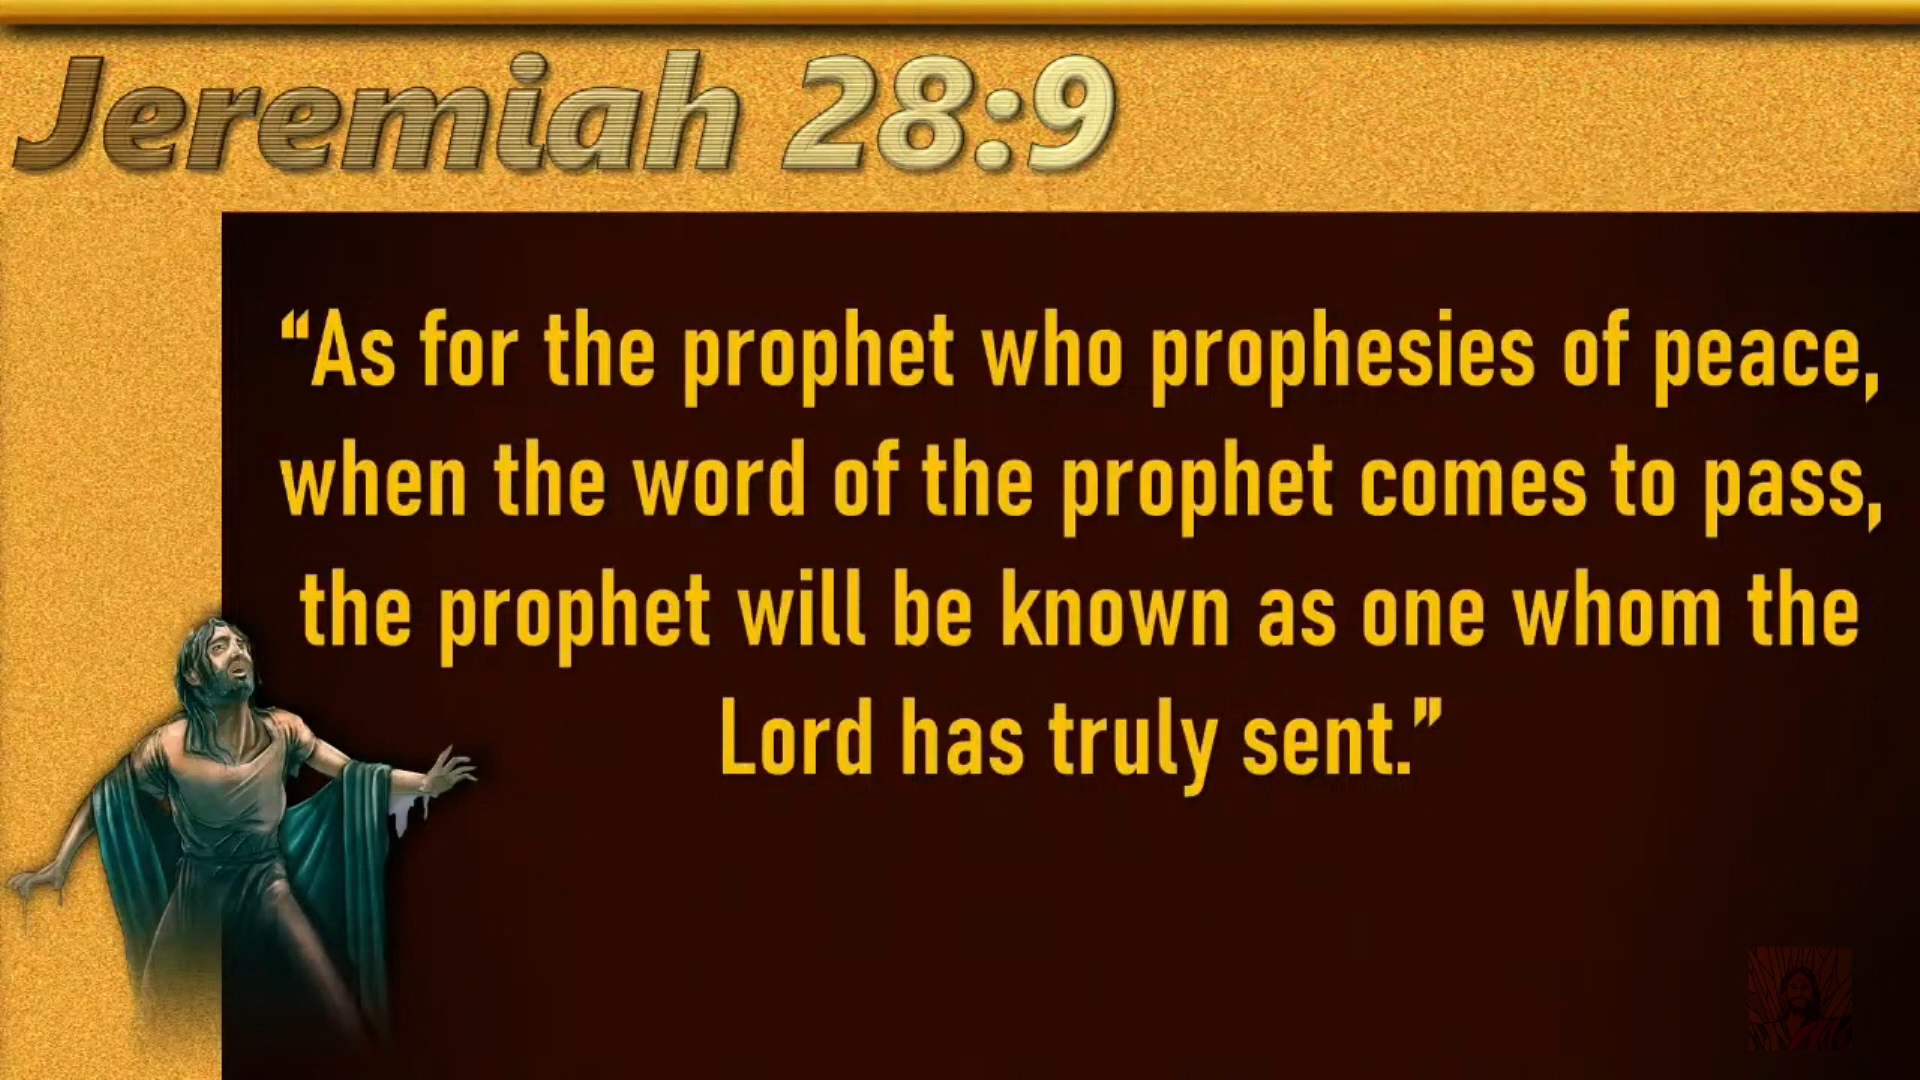 Jeremiah 28:9
“As for the prophet who prophesies of peace,
when the word of the prophet comes to pass,
the prophet will be known as one whom the
Lord has truly sent.”